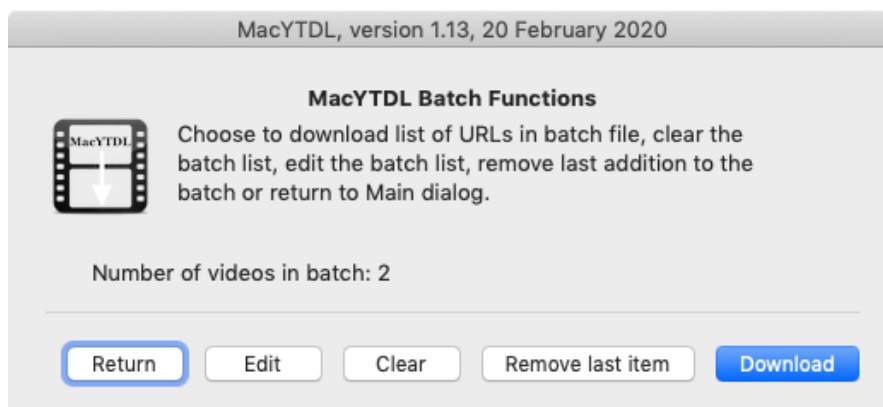 MacYTDL, version 1.13, 20 February 2020
MacYTDL Batch Functions
MacYTDL
Choose to download list of URLs in batch file, clear the
batch list, edit the batch list, remove last addition to the
batch or return to Main dialog.
Number of videos in batch: 2
Return Edit Clear Remove last item Download